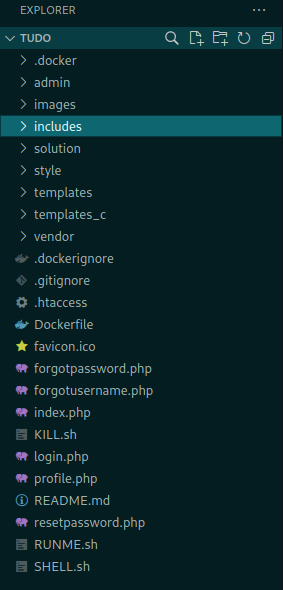 EXPLORER
TUDO
.docker
admin
images
includes
solution
style
templates
templates_c
vendor
.dockerignore
.gitignore
.htaccess
Dockerfile
favicon.ico
forgotpassword.php
forgotusername.php
index.php
KILL.sh
login.php
profile.php
README.md
resetpassword.php
RUNME.sh
SHELL.sh